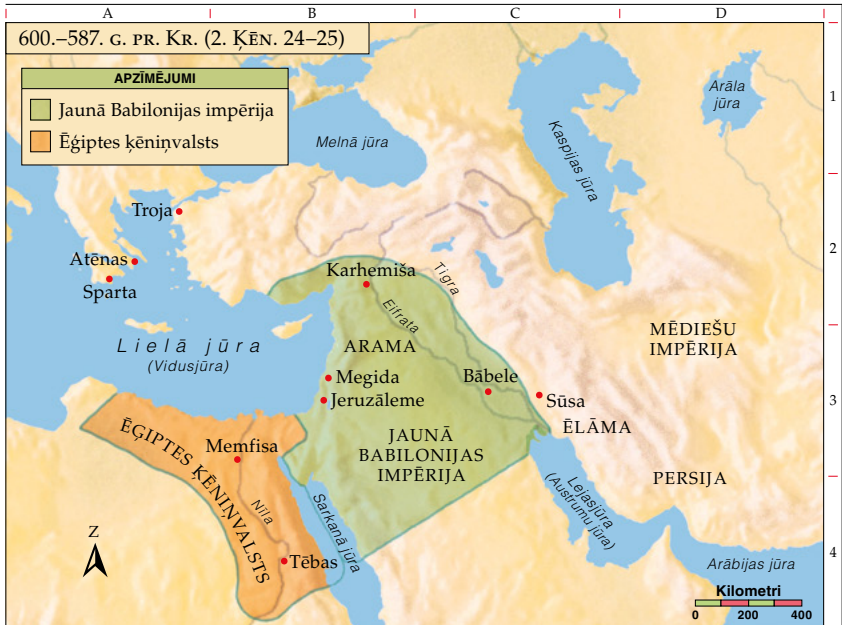 A B C D
600.–587. G. PR. KR. (2. ĶĒN. 24–25)
APZĪMĒJUMI
Jaunā Babilonijas impērija
Ēģiptes ķēniņvalsts
1
Arāla
jūra
Melnā jūra
Kaspijas jūra
Troja
Atēnas
Sparta
2
Karhemiša
Tigra
Eifrata
MĒDIEŠU
IMPĒRIJA
Lielā jūra
(Vidusjūra)
ARAMA
Megida
Jeruzāleme
Bābele
Sūsa
3
ĒLĀMA
JAUNĀ
BABILONIJAS
IMPĒRIJA
ĒĢIPTES ĶĒNIŅVALSTS
Memfisa
PERSIJA
Nīla
Sarkanā jūra
Lejasjūra
(Austrumu jūra)
Z
Tēbas
4
Arābijas jūra
Kilometri
0 200 400